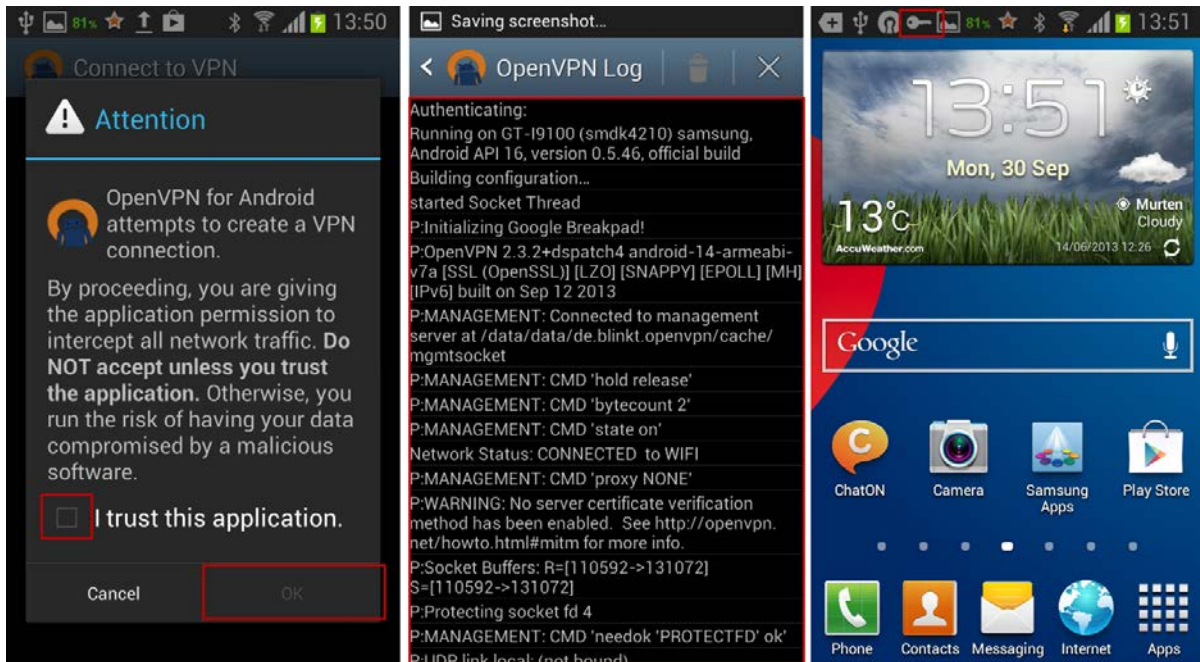 81% 13:50
Connect to VPN
Attention
OpenVPN for Android
attempts to create a VPN
connection.
By proceeding, you are giving
the application permission to
intercept all network traffic. Do
NOT accept unless you trust
the application. Otherwise, you
run the risk of having your data
compromised by a malicious
software.
I trust this application.
Cancel OK
Saving screenshot...
OpenVPN Log
Authenticating:
Running on GT-I9100 (smdk4210) samsung,
Android API 16, version 0.5.46, official build
Building configuration...
started Socket Thread
P:Initializing Google Breakpad!
P:OpenVPN 2.3.2+dspatch4 android-14-armeabi-
v7a [SSL (OpenSSL)] [LZO] [SNAPPY] [EPOLL] [MH]
[IPv6] built on Sep 12 2013
P:MANAGEMENT: Connected to management
server at /data/data/de.blinkt.openvpn/cache/
mgmtsocket
P:MANAGEMENT: CMD 'hold release'
P:MANAGEMENT: CMD 'bytecount 2'
P:MANAGEMENT: CMD 'state on'
Network Status: CONNECTED to WIFI
P:MANAGEMENT: CMD 'proxy NONE'
P:WARNING: No server certificate verification
method has been enabled. See http://openvpn.
net/howto.html#mitm for more info.
P:Socket Buffers: R=[110592->131072]
S=[110592->131072]
P:Protecting socket fd 4
P:MANAGEMENT: CMD 'needok 'PROTECTFD' ok'
P:UDP link local: (not bound)
81% 13:51
13:51
Mon, 30 Sep
13°C
Murten
Cloudy
AccuWeather.com 14/06/2013 12:26
Google
ChatON Camera Samsung Play Store
Apps
Phone Contacts Messaging Internet Apps